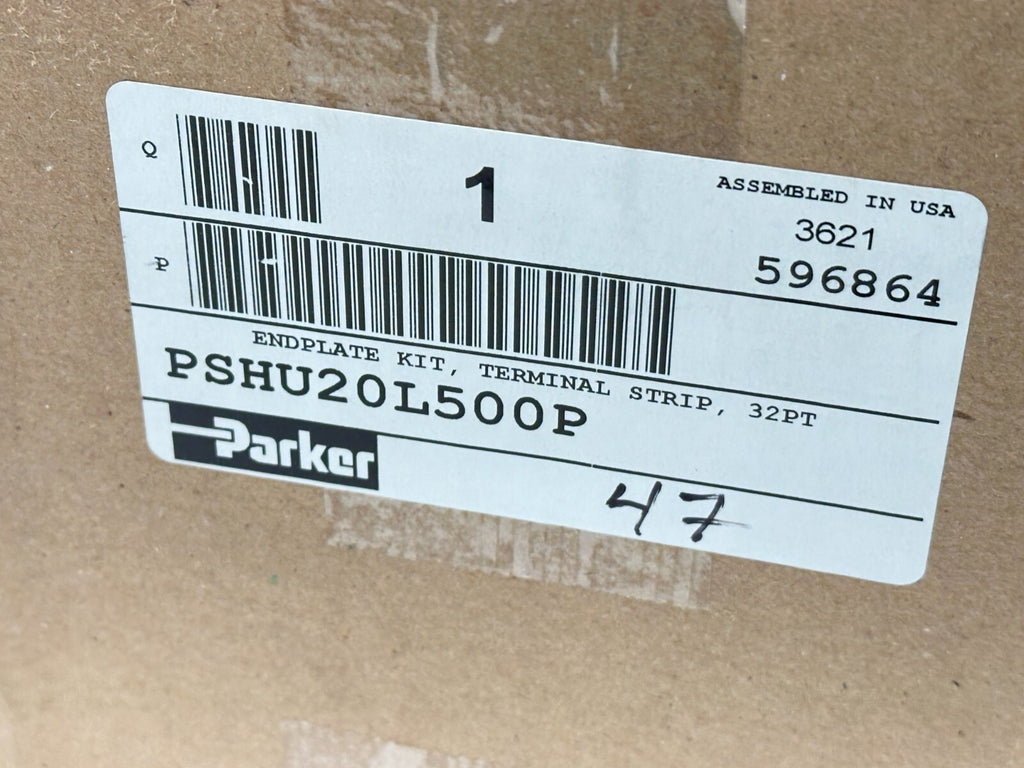 Q
1
ASSEMBLED IN USA
3621
596864
P
ENDPLATE KIT, TERMINAL STRIP, 32PT
PSHU20L500P
Parker
47